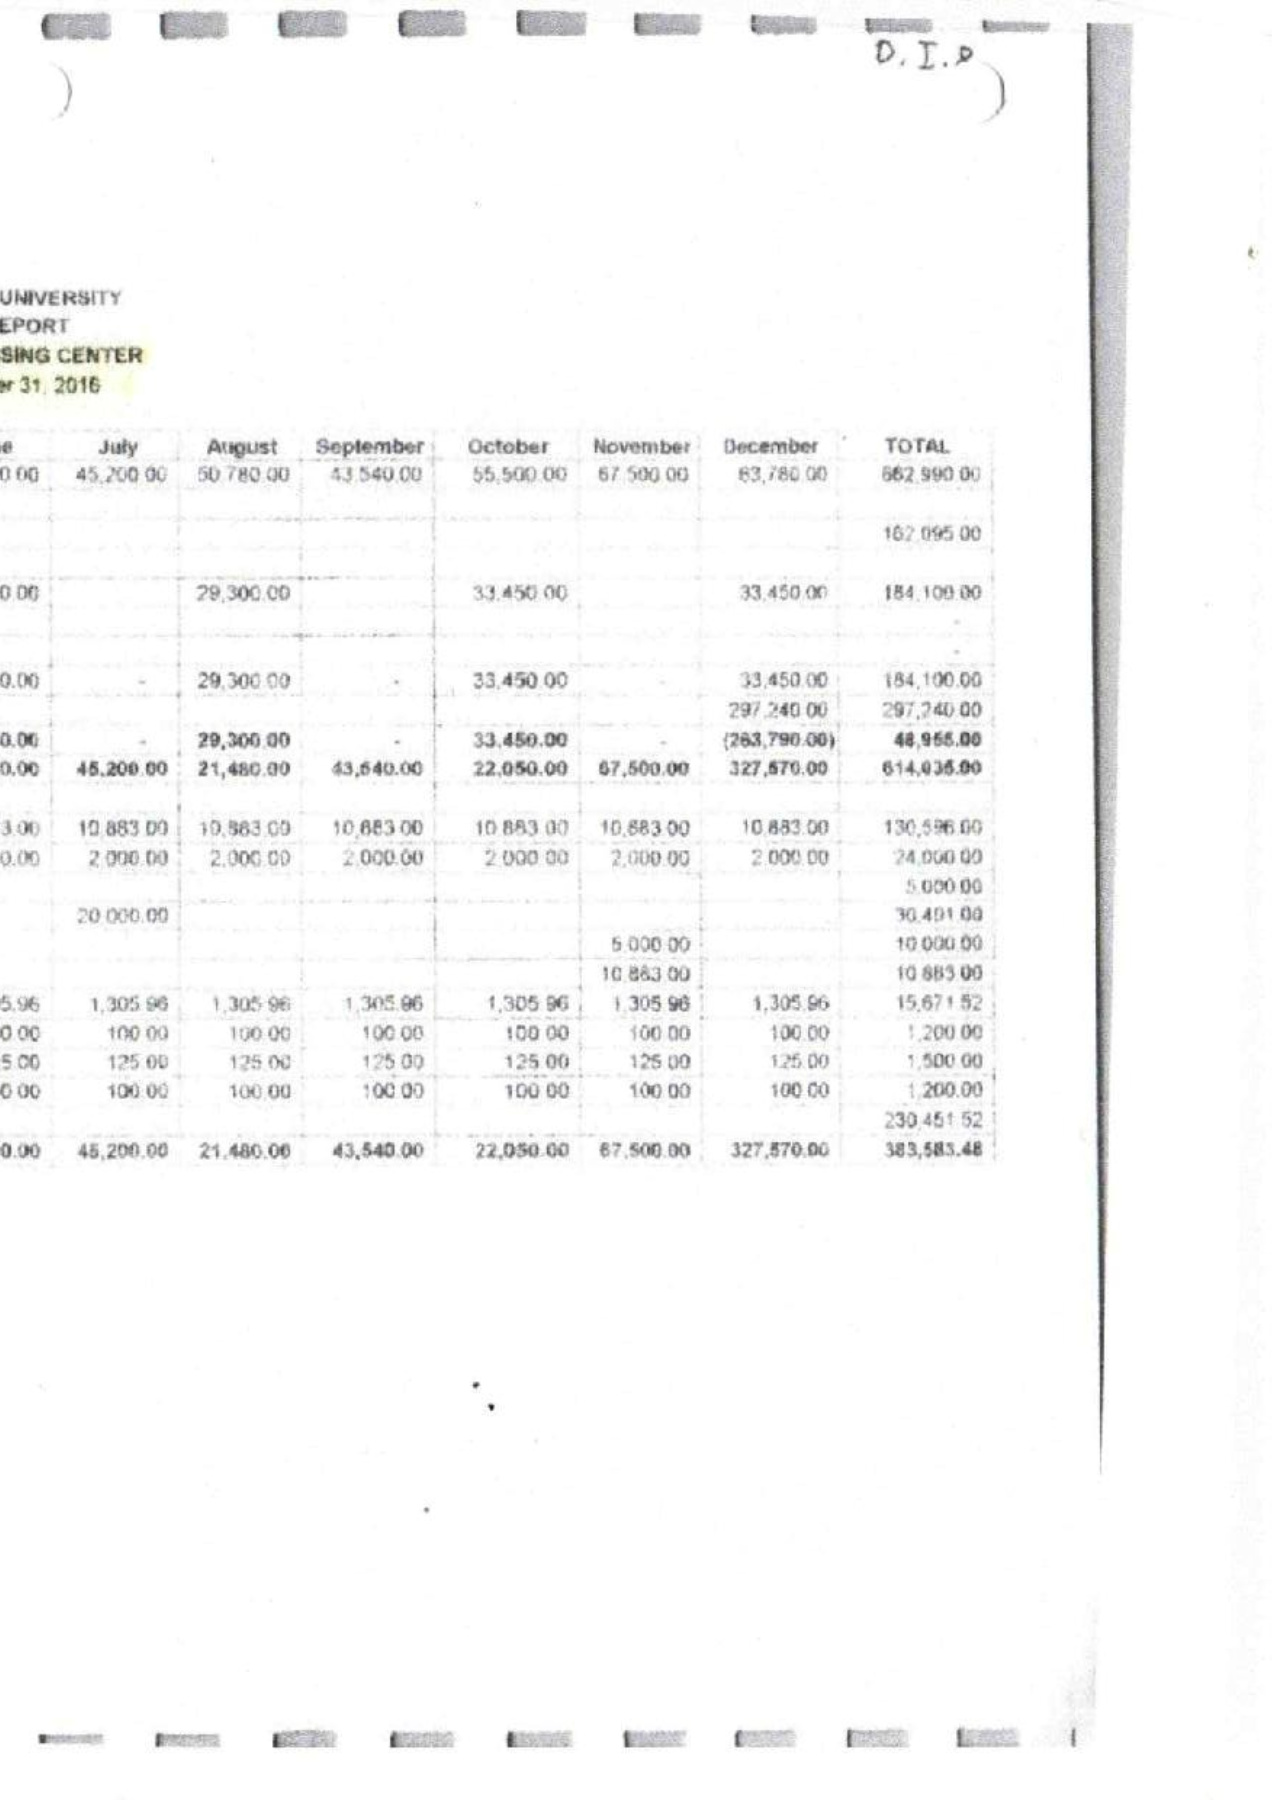 D.I.P
UNIVERSITY
EPORT
SING CENTER
er 31, 2016
e July August September October November December TOTAL
0.00 45,200.00 50,780.00 43,540.00 55,500.00 67,500.00 63,780.00 662,990.00
162,095.00
0.00 29,300.00 33,450.00 33,450.00 184,100.00
-
-
0.00 - 29,300.00 - 33,450.00 - 33,450.00 184,100.00
297,240.00 297,240.00
0.00 - 29,300.00 - 33,450.00 - (263,790.00) 48,955.00
0.00 45,200.00 21,480.00 43,540.00 22,050.00 67,500.00 327,570.00 614,035.00
3.00 10,883.00 10,883.00 10,883.00 10,883.00 10,883.00 10,883.00 130,596.00
0.00 2,000.00 2,000.00 2,000.00 2,000.00 2,000.00 2,000.00 24,000.00
5,000.00
20,000.00 30,401.00
5,000.00 10,000.00
10,883.00 10,883.00
5.96 1,305.96 1,305.96 1,305.96 1,305.96 1,305.96 1,305.96 15,671.52
0.00 100.00 100.00 100.00 100.00 100.00 100.00 1,200.00
5.00 125.00 125.00 125.00 125.00 125.00 125.00 1,500.00
0.00 100.00 100.00 100.00 100.00 100.00 100.00 1,200.00
230,451.52
0.00 45,200.00 21,480.00 43,540.00 22,050.00 67,500.00 327,570.00 383,583.48